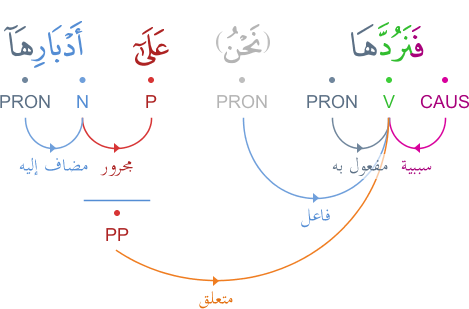 فَنَرُدَّهَا (نَحْنُ) عَلَىٰٓ أَدْبَارِهَآ
CAUS V PRON PRON P N PRON
سببية مفعول به مجرور مضاف إليه
فاعل
PP
متعلق